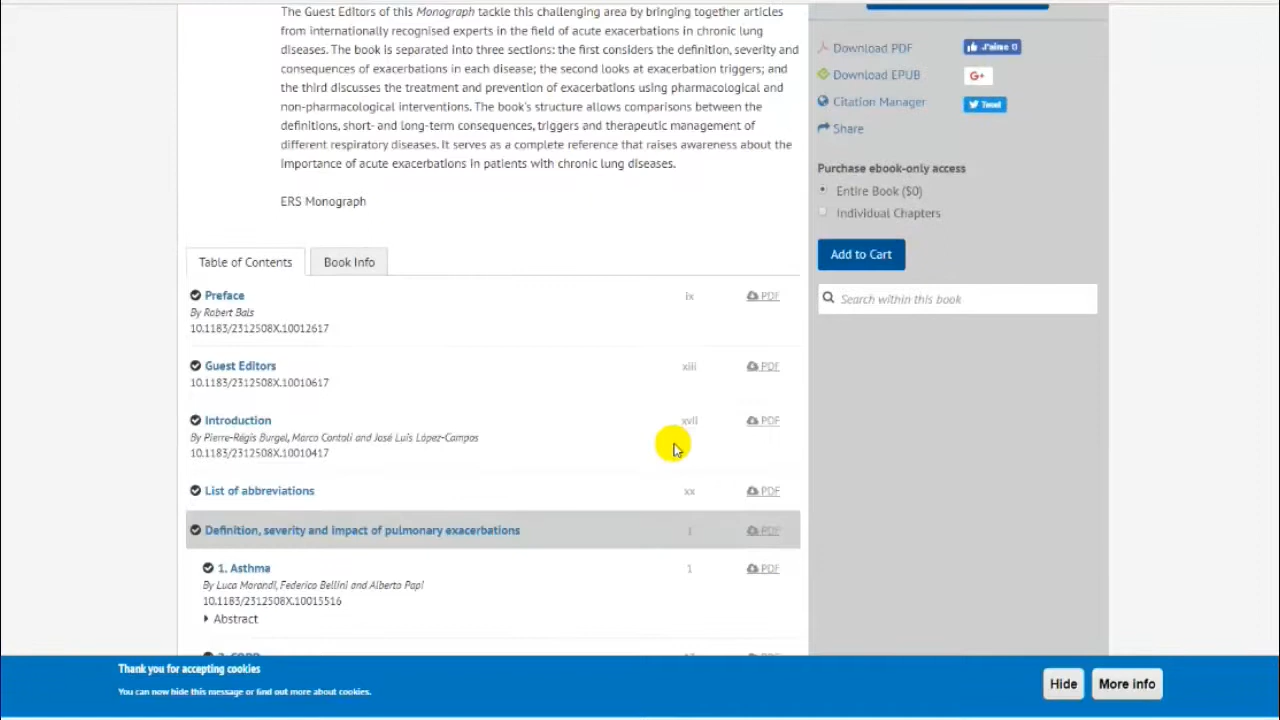 The Guest Editors of this Monograph tackle this challenging area by bringing together articles
from internationally recognised experts in the field of acute exacerbations in chronic lung
diseases. The book is separated into three sections: the first considers the definition, severity and
consequences of exacerbations in each disease; the second looks at exacerbation triggers; and
the third discusses the treatment and prevention of exacerbations using pharmacological and
non-pharmacological interventions. The book's structure allows comparisons between the
definitions, short- and long-term consequences, triggers and therapeutic management of
different respiratory diseases. It serves as a complete reference that raises awareness about the
importance of acute exacerbations in patients with chronic lung diseases.
ERS Monograph
Table of Contents
Book Info
Preface ix PDF
By Robert Bals
10.1183/2312508X.10012617
Guest Editors xiii PDF
10.1183/2312508X.10010617
Introduction xvii PDF
By Pierre-Régis Burgel, Marco Contoli and José Luis López-Campos
10.1183/2312508X.10010417
List of abbreviations xx PDF
Definition, severity and impact of pulmonary exacerbations 1 PDF
1. Asthma 1 PDF
By Luca Morandi, Federico Bellini and Alberto Papi
10.1183/2312508X.10015516
Abstract
Download PDF
J'aime 0
Download EPUB
G+
Citation Manager
Tweet
Share
Purchase ebook-only access
Entire Book ($0)
Individual Chapters
Add to Cart
Search within this book
Thank you for accepting cookies
You can now hide this message or find out more about cookies.
Hide
More info